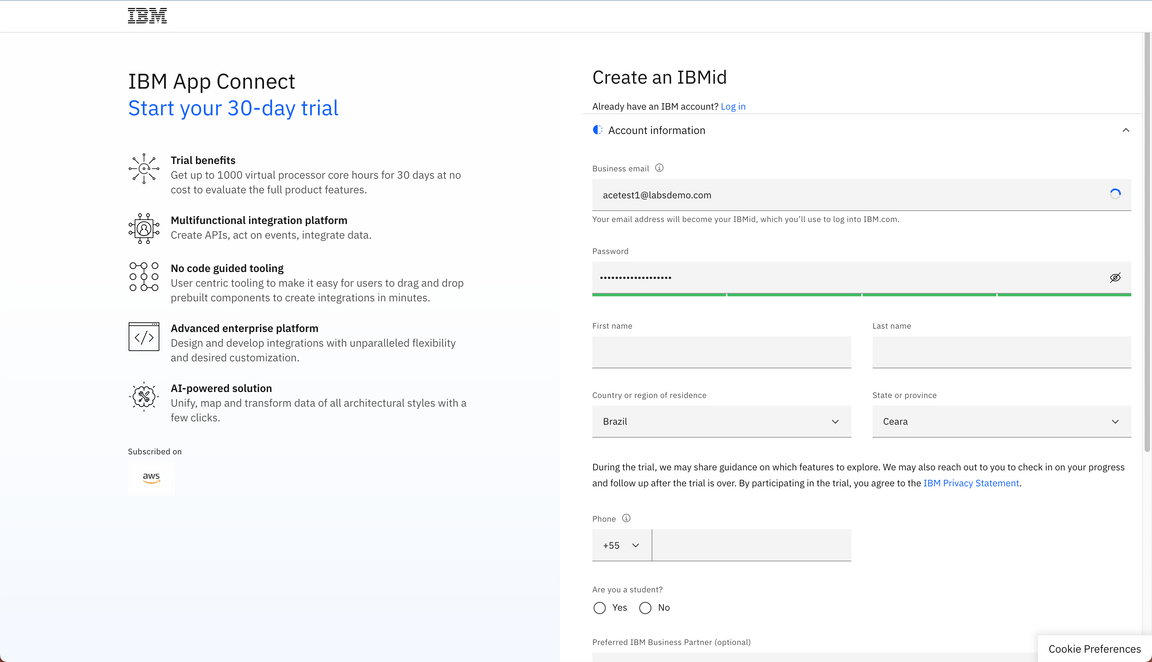 IBM
IBM App Connect
Start your 30-day trial
Trial benefits
Get up to 1000 virtual processor core hours for 30 days at no
cost to evaluate the full product features.
Multifunctional integration platform
Create APIs, act on events, integrate data.
No code guided tooling
User centric tooling to make it easy for users to drag and drop
prebuilt components to create integrations in minutes.
</>
Advanced enterprise platform
Design and develop integrations with unparalleled flexibility
and desired customization.
AI-powered solution
Unify, map and transform data of all architectural styles with a
few clicks.
Subscribed on
aws
Create an IBMid
Already have an IBM account? Log in
Account information
Business email
acetest1@labsdemo.com
Your email address will become your IBMid, which you'll use to log into IBM.com.
Password
•••••••••••••••••••
First name
Last name
Country or region of residence
Brazil
State or province
Ceara
During the trial, we may share guidance on which features to explore. We may also reach out to you to check in on your progress
and follow up after the trial is over. By participating in the trial, you agree to the IBM Privacy Statement.
Phone
+55
Are you a student?
Yes No
Preferred IBM Business Partner (optional)
Cookie Preferences